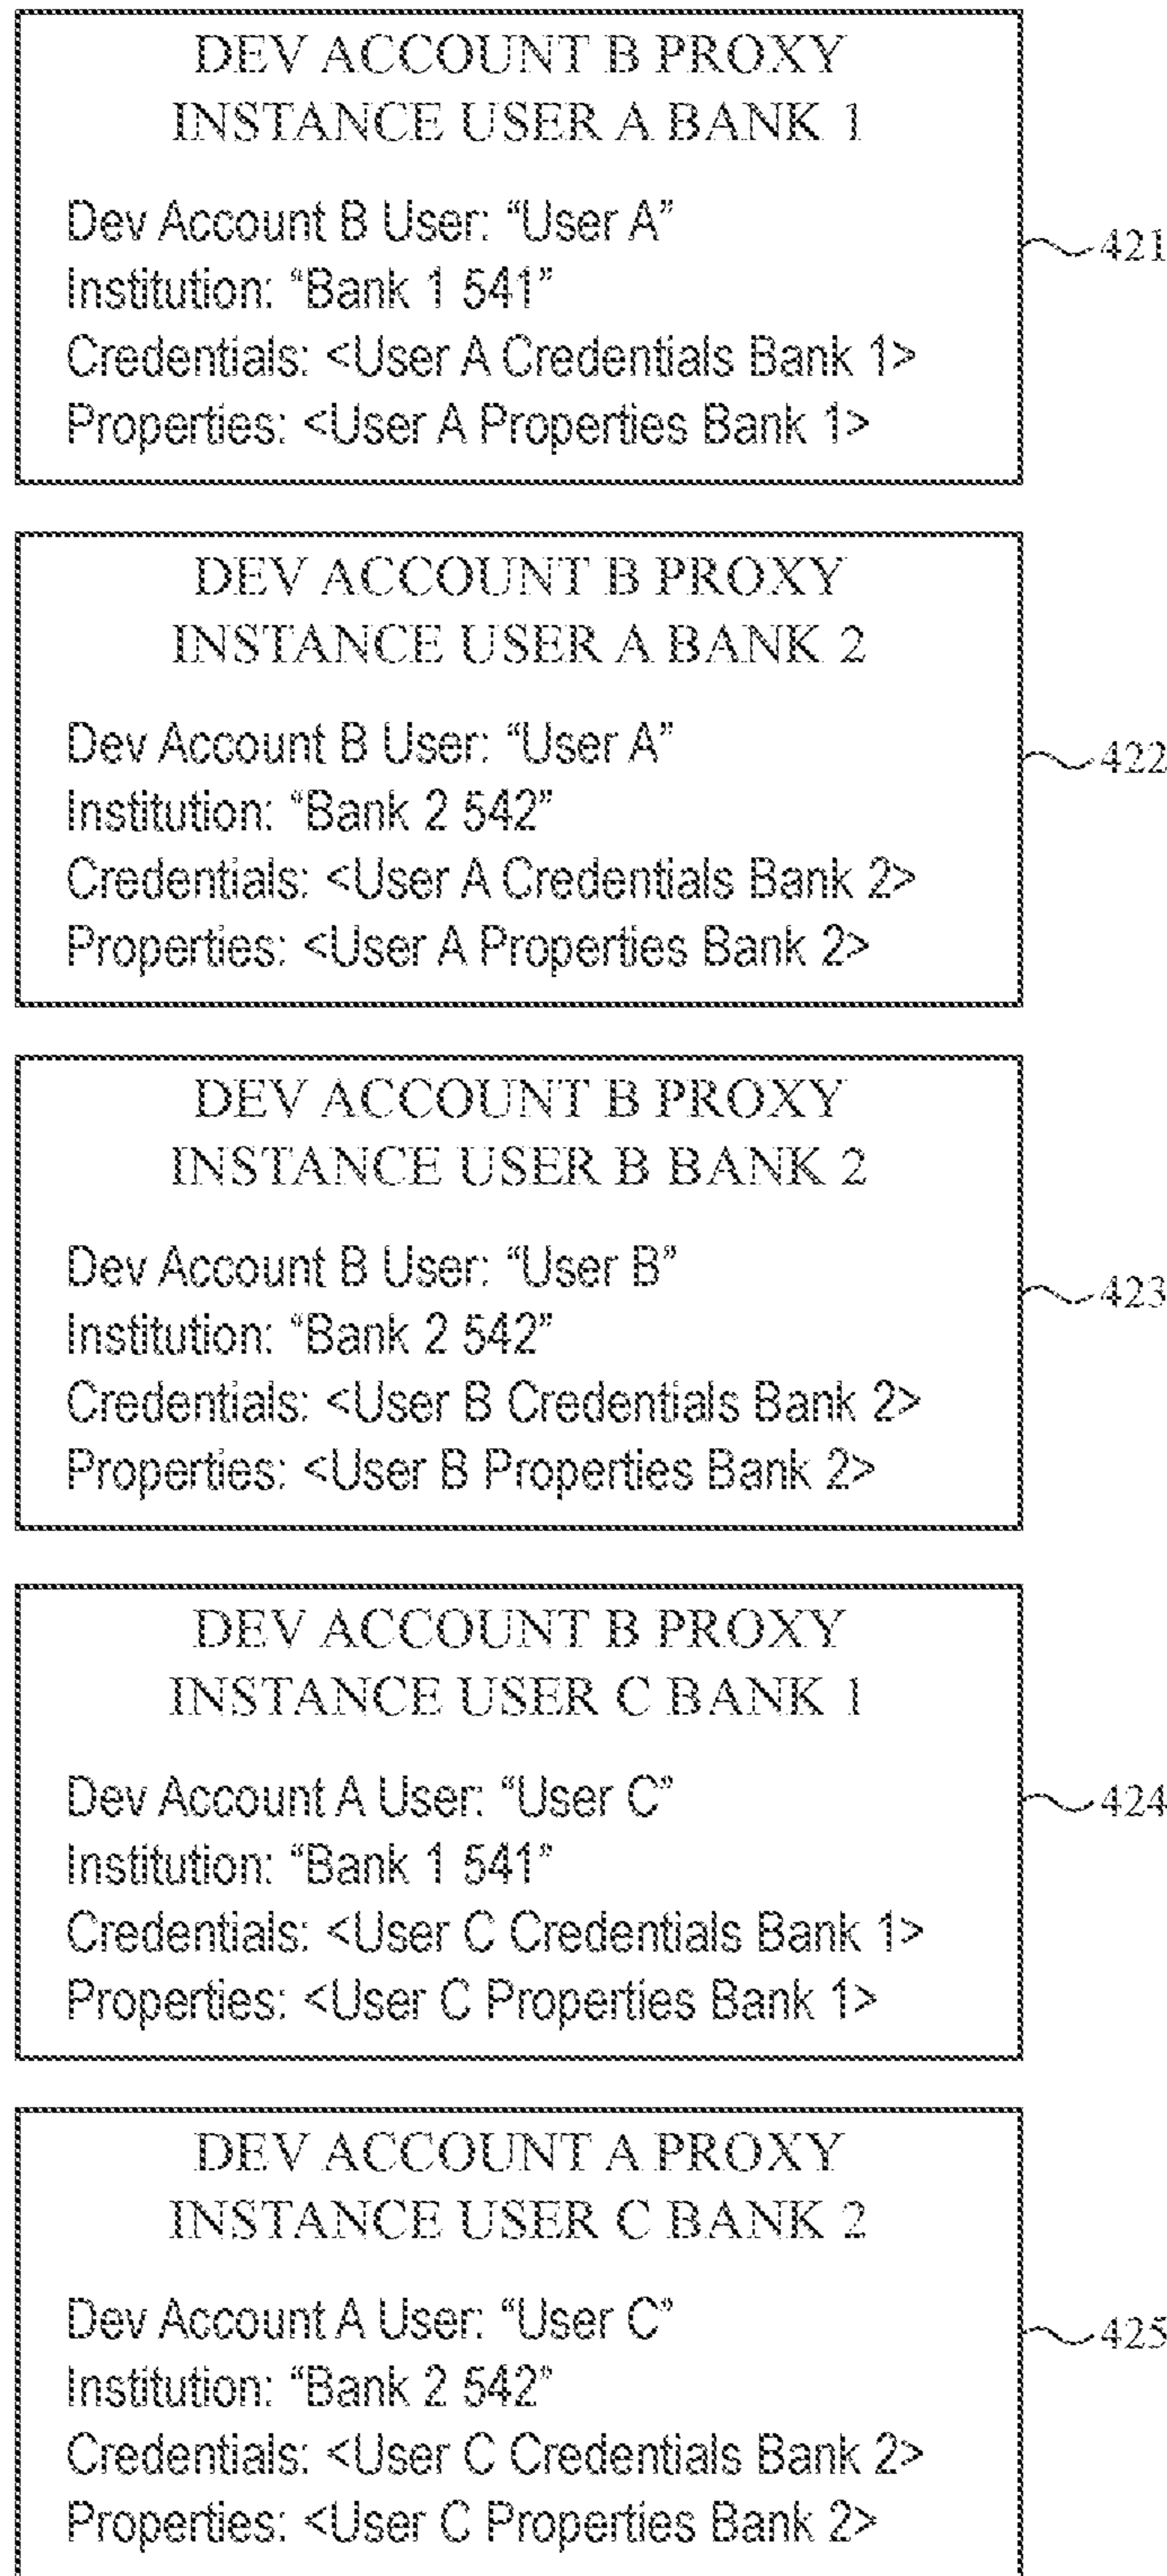 DEV ACCOUNT B PROXY
INSTANCE USER A BANK 1
Dev Account B User: “User A”
Institution: “Bank 1 541”
Credentials: <User A Credentials Bank 1>
Properties: <User A Properties Bank 1>
421
DEV ACCOUNT B PROXY
INSTANCE USER A BANK 2
Dev Account B User: “User A”
Institution: “Bank 2 542”
Credentials: <User A Credentials Bank 2>
Properties: <User A Properties Bank 2>
422
DEV ACCOUNT B PROXY
INSTANCE USER B BANK 2
Dev Account B User: “User B”
Institution: “Bank 2 542”
Credentials: <User B Credentials Bank 2>
Properties: <User B Properties Bank 2>
423
DEV ACCOUNT B PROXY
INSTANCE USER C BANK 1
Dev Account A User: “User C”
Institution: “Bank 1 541”
Credentials: <User C Credentials Bank 1>
Properties: <User C Properties Bank 1>
424
DEV ACCOUNT A PROXY
INSTANCE USER C BANK 2
Dev Account A User: “User C”
Institution: “Bank 2 542”
Credentials: <User C Credentials Bank 2>
Properties: <User C Properties Bank 2>
425